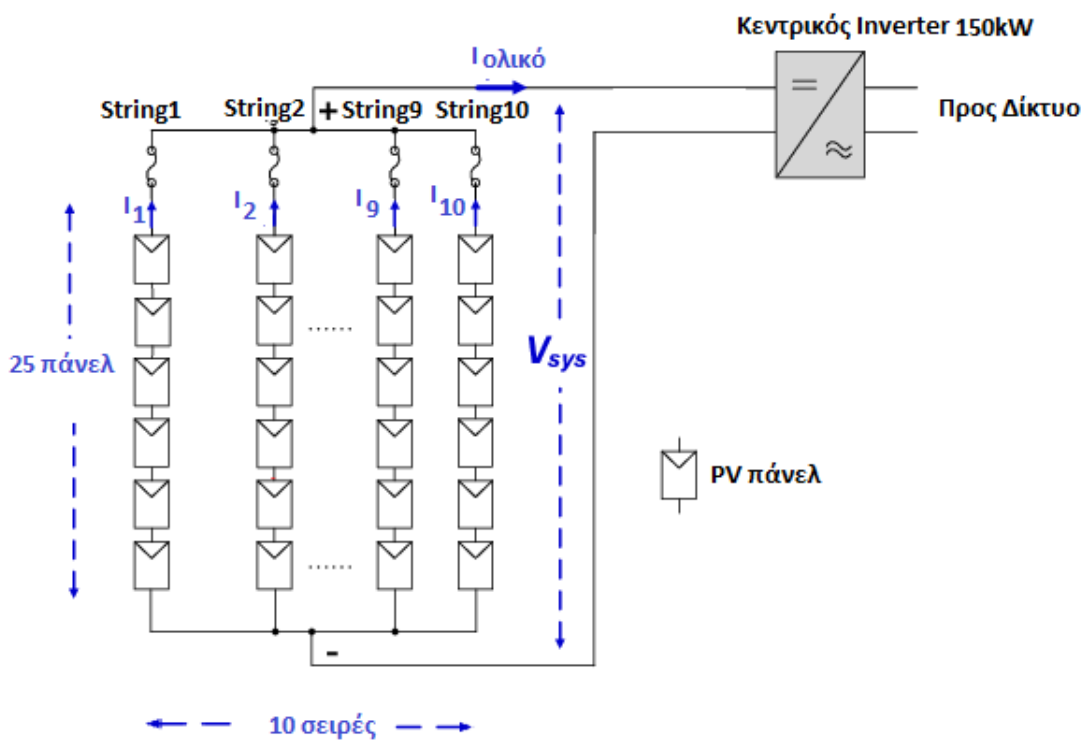 Κεντρικός Inverter 150kW
I ολικό
String1
String2
+
String9
String10
Προς Δίκτυο
I1
I2
I9
I10
......
25 πάνελ
Vsys
PV πάνελ
......
-
10 σειρές